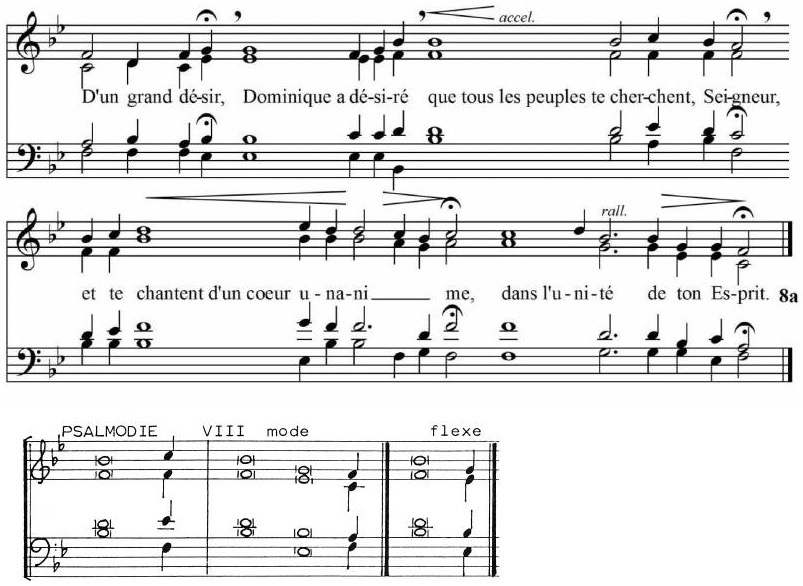 accel.
D'un grand dé-sir, Dominique a dé-si-ré que tous les peuples te cher-chent, Sei-gneur,
rall.
et te chantent d'un coeur u - na-ni____ me, dans l'u-ni-té de ton Es-prit. 8a
PSALMODIE VIII mode flexe